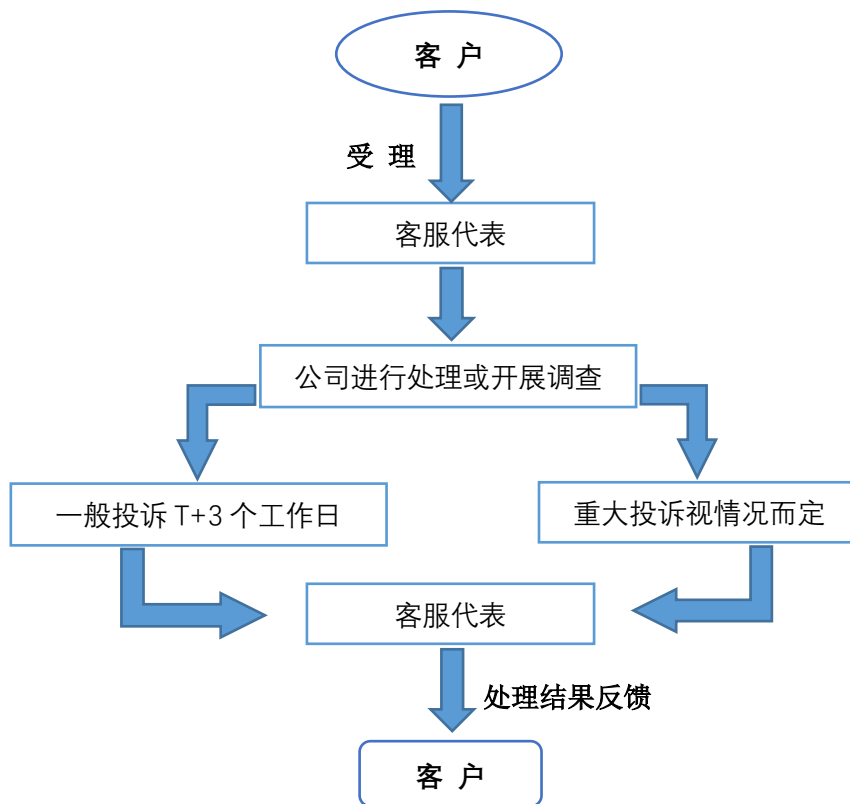 客 户
受 理
客服代表
公司进行处理或开展调查
一般投诉 T+3 个工作日
重大投诉视情况而定
客服代表
处理结果反馈
客 户